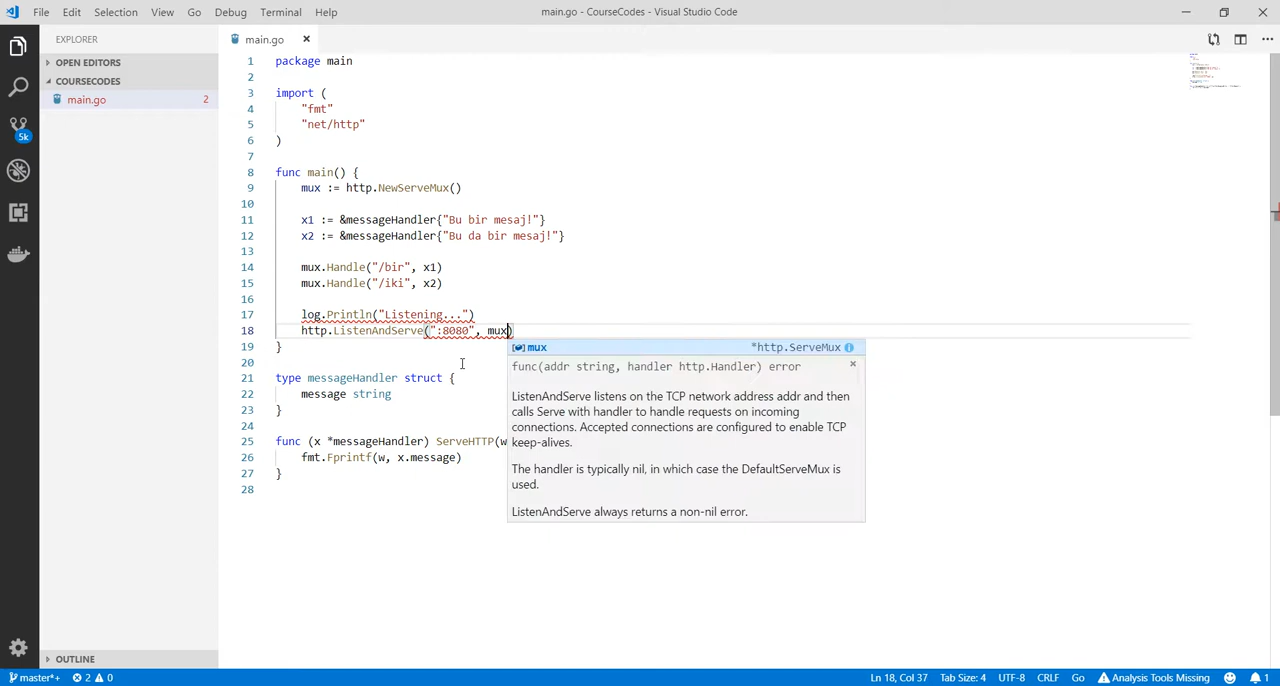 File Edit Selection View Go Debug Terminal Help
main.go - CourseCodes - Visual Studio Code
EXPLORER
OPEN EDITORS
COURSECODES
main.go 2
5k
OUTLINE
main.go
1 package main
2
3 import (
4 "fmt"
5 "net/http"
6 )
7
8 func main() {
9 mux := http.NewServeMux()
10
11 x1 := &messageHandler{"Bu bir mesaj!"}
12 x2 := &messageHandler{"Bu da bir mesaj!"}
13
14 mux.Handle("/bir", x1)
15 mux.Handle("/iki", x2)
16
17 log.Println("Listening...")
18 http.ListenAndServe(":8080", mux)
19 }
20
21 type messageHandler struct {
22 message string
23 }
24
25 func (x *messageHandler) ServeHTTP(w
26 fmt.Fprintf(w, x.message)
27 }
28
mux *http.ServeMux
func(addr string, handler http.Handler) error
ListenAndServe listens on the TCP network address addr and then
calls Serve with handler to handle requests on incoming
connections. Accepted connections are configured to enable TCP
keep-alives.
The handler is typically nil, in which case the DefaultServeMux is
used.
ListenAndServe always returns a non-nil error.
master*+ 2 0 Ln 18, Col 37 Tab Size: 4 UTF-8 CRLF Go Analysis Tools Missing 1